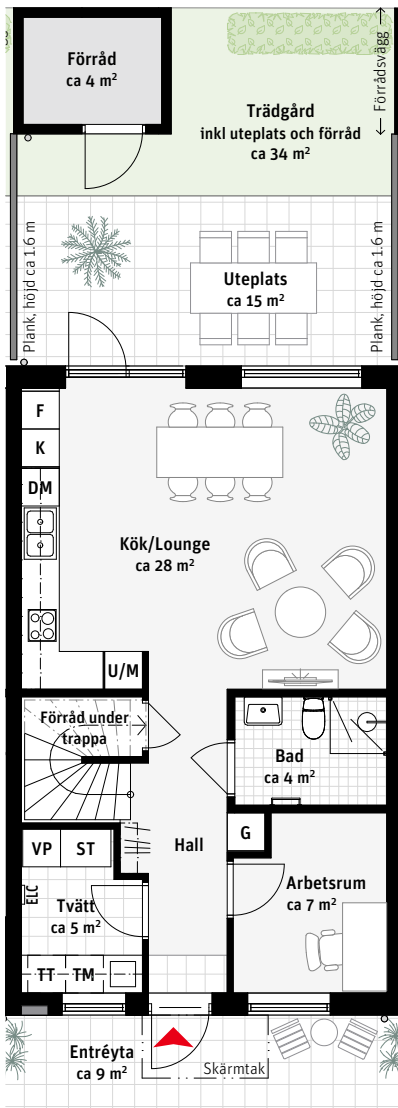 Förråd
ca 4 m²
Förrådsvägg
Trädgård
inkl uteplats och förråd
ca 34 m²
Plank, höjd ca 1.6 m
Plank, höjd ca 1.6 m
Uteplats
ca 15 m²
F
K
DM
Kök/Lounge
ca 28 m²
U/M
Förråd under
trappa
Bad
ca 4 m²
Hall
G
VP
ST
ELC
Tvätt
ca 5 m²
Arbetsrum
ca 7 m²
TT
TM
Entréyta
ca 9 m²
Skärmtak